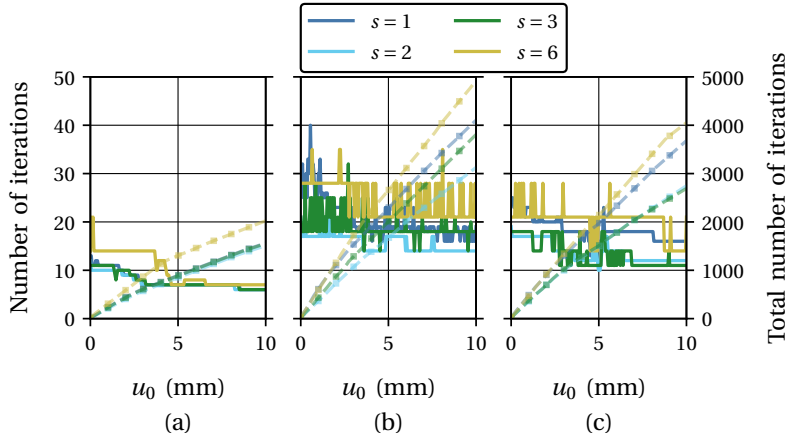 s = 1
s = 3
s = 2
s = 6
50
40
30
20
10
0
5000
4000
3000
2000
1000
0
0 5 10
0 5 10
0 5 10
Number of iterations
Total number of iterations
u₀ (mm)
u₀ (mm)
u₀ (mm)
(a)
(b)
(c)